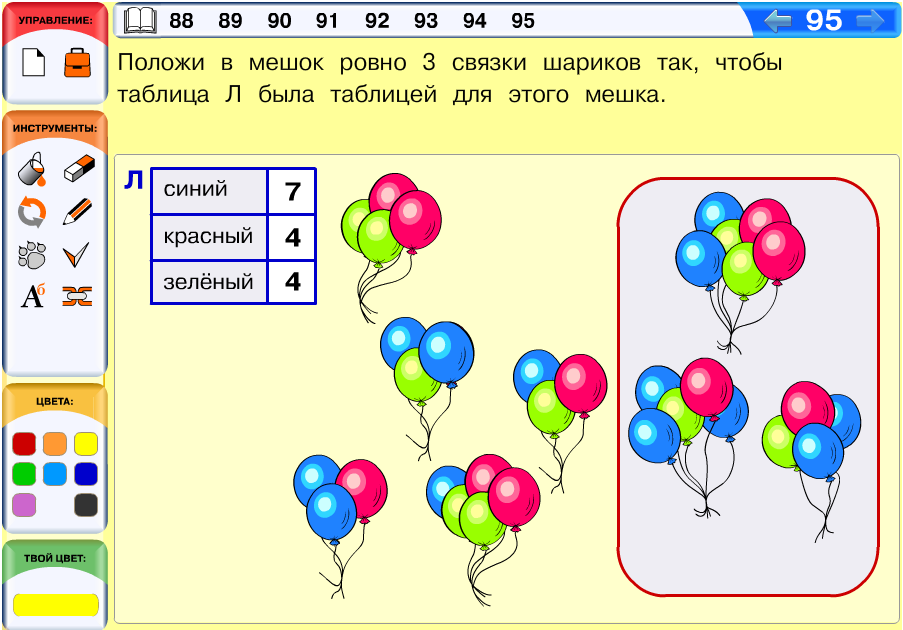 УПРАВЛЕНИЕ:
88 89 90 91 92 93 94 95
95
Положи в мешок ровно 3 связки шариков так, чтобы
таблица Л была таблицей для этого мешка.
ИНСТРУМЕНТЫ:
Аб
Л
синий 7
красный 4
зелёный 4
ЦВЕТА:
ТВОЙ ЦВЕТ: